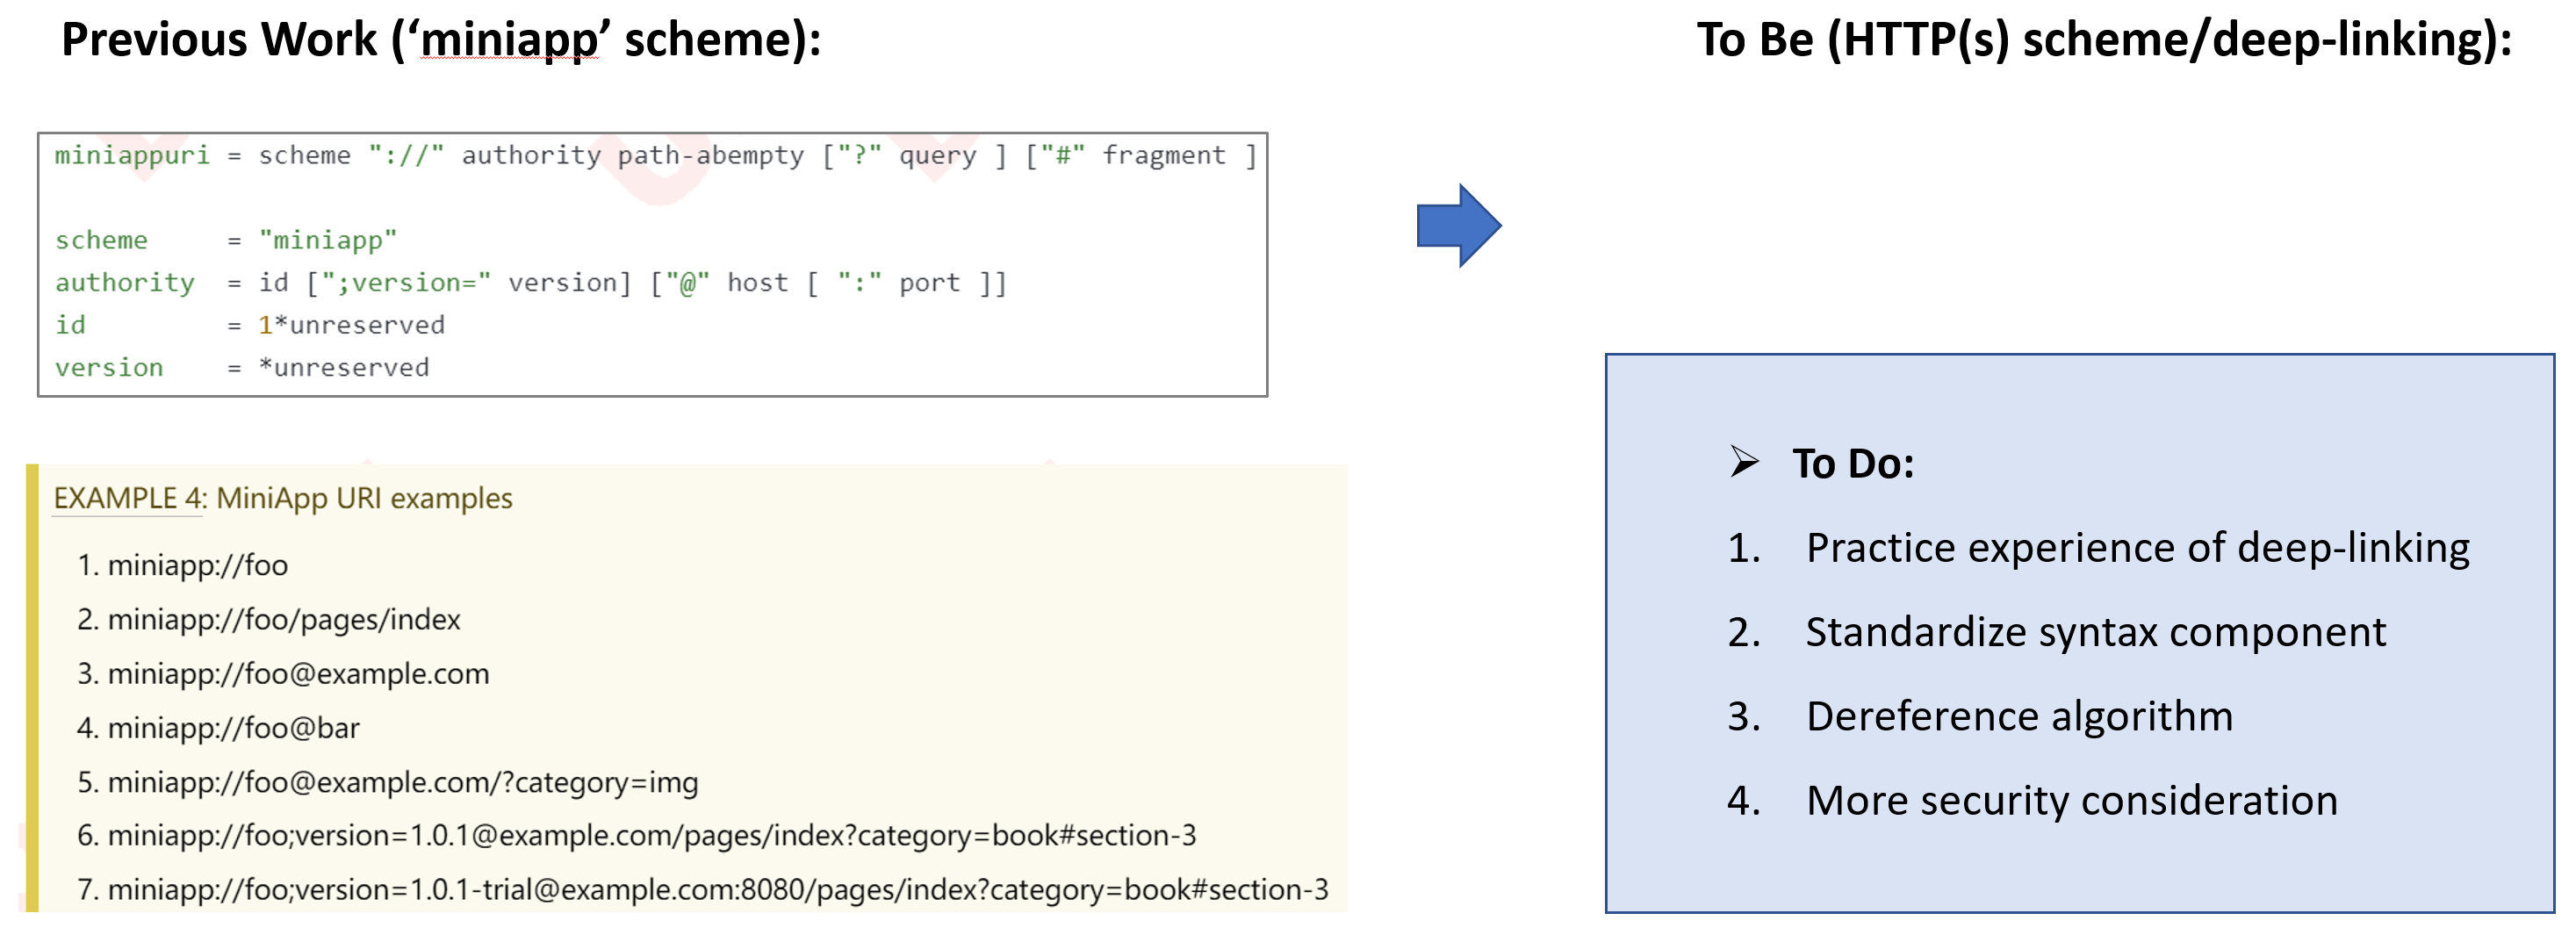 Previous Work (‘miniapp’ scheme):
miniappuri = scheme "://" authority path-abempty ["?" query ] ["#" fragment ]
scheme = "miniapp"
authority = id [";version=" version] ["@" host [ ":" port ]]
id = 1*unreserved
version = *unreserved
EXAMPLE 4: MiniApp URI examples
1. miniapp://foo
2. miniapp://foo/pages/index
3. miniapp://foo@example.com
4. miniapp://foo@bar
5. miniapp://foo@example.com/?category=img
6. miniapp://foo;version=1.0.1@example.com/pages/index?category=book#section-3
7. miniapp://foo;version=1.0.1-trial@example.com:8080/pages/index?category=book#section-3
To Be (HTTP(s) scheme/deep-linking):
➢ To Do:
1. Practice experience of deep-linking
2. Standardize syntax component
3. Dereference algorithm
4. More security consideration